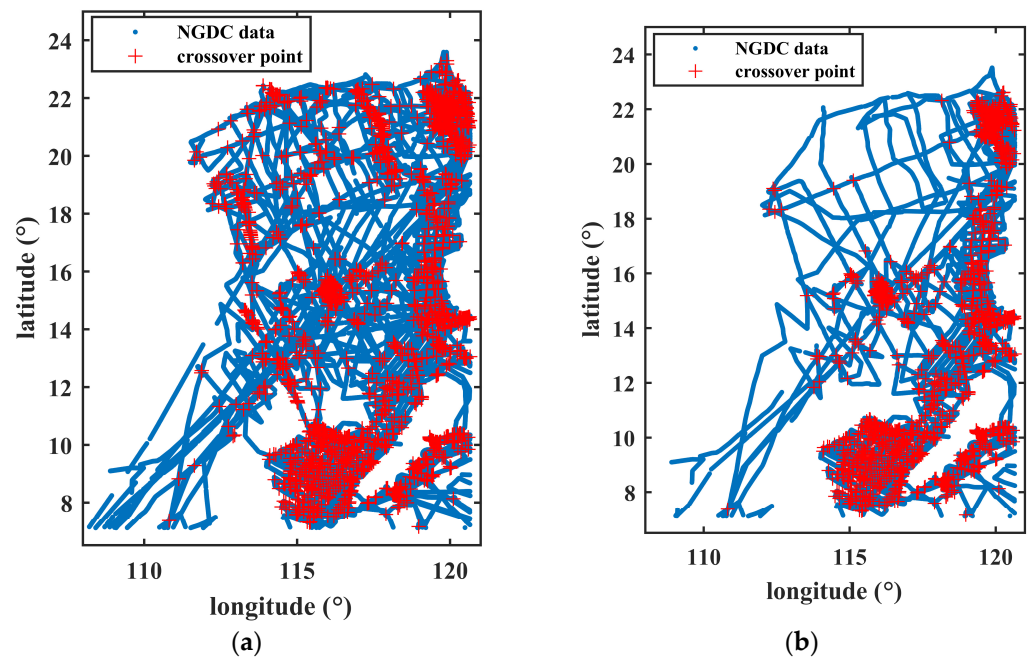 NGDC data
crossover point
24
22
20
18
16
14
12
10
8
latitude (°)
110
115
120
longitude (°)
(a)
NGDC data
crossover point
24
22
20
18
16
14
12
10
8
latitude (°)
110
115
120
longitude (°)
(b)